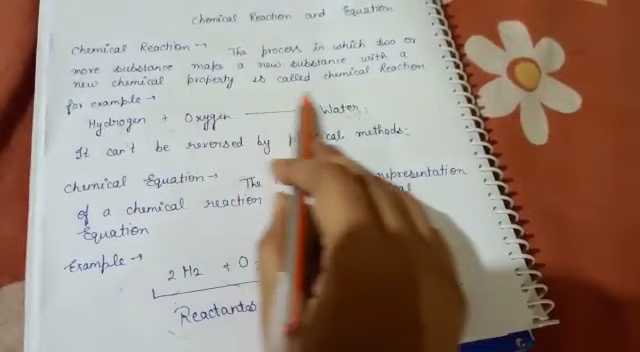 Chemical Reaction and Equation
Chemical Reaction → The process in which two or
more substance make a new substance with a
new chemical property is called chemical Reaction
for example →
Hydrogen + Oxygen Water.
It can't be reversed by methods.
Chemical Equation → The representation
of a chemical reaction
Equation
Example →
2 H2 + O
Reactants